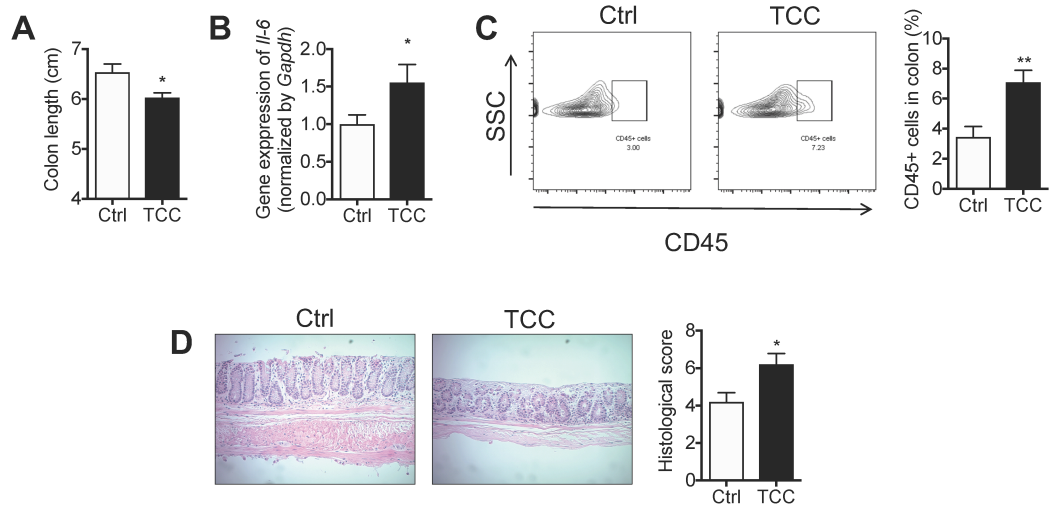 A
Colon length (cm)
7
6
5
4
*
Ctrl TCC
B
Gene exppression of Il-6
(normalized by Gapdh)
2.0
1.5
1.0
0.5
0.0
*
Ctrl TCC
C
Ctrl TCC
SSC
CD45+ cells
3.00
CD45+ cells
7.23
CD45
CD45+ cells in colon (%)
10
8
6
4
2
0
**
Ctrl TCC
D
Ctrl TCC
Histological score
8
6
4
2
0
*
Ctrl TCC